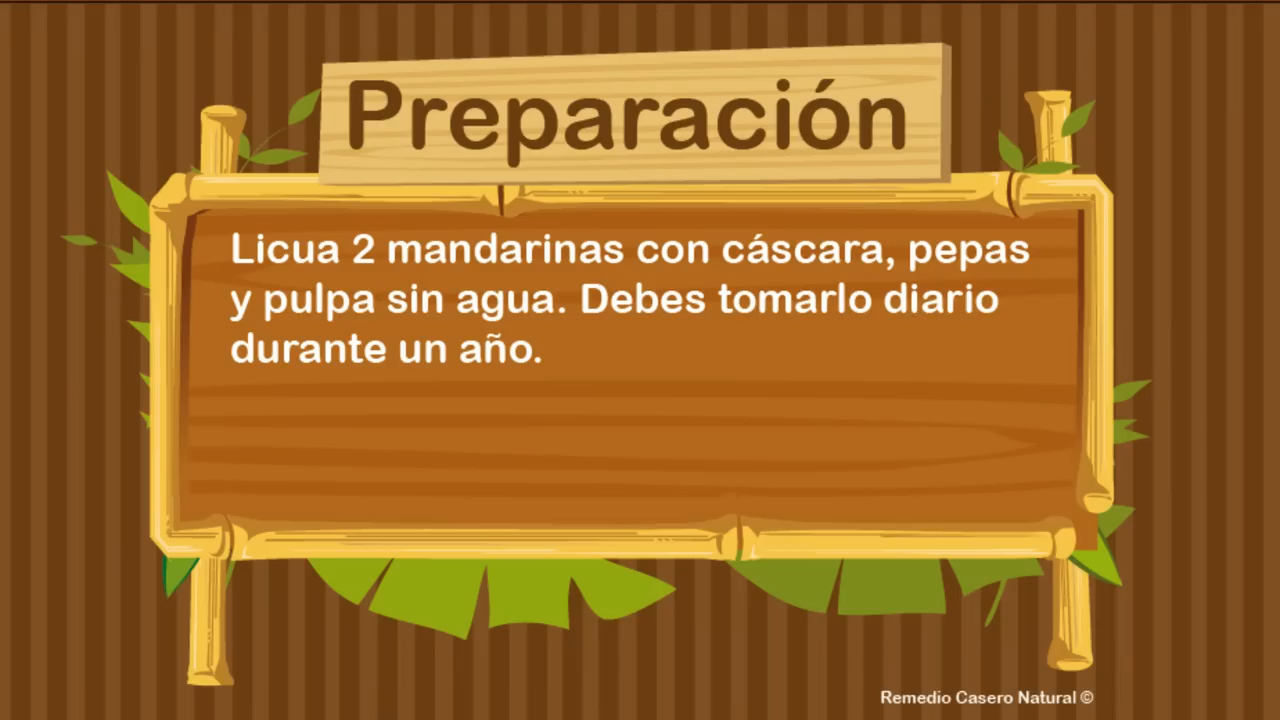 Preparación
Licua 2 mandarinas con cáscara, pepas
y pulpa sin agua. Debes tomarlo diario
durante un año.
Remedio Casero Natural ©